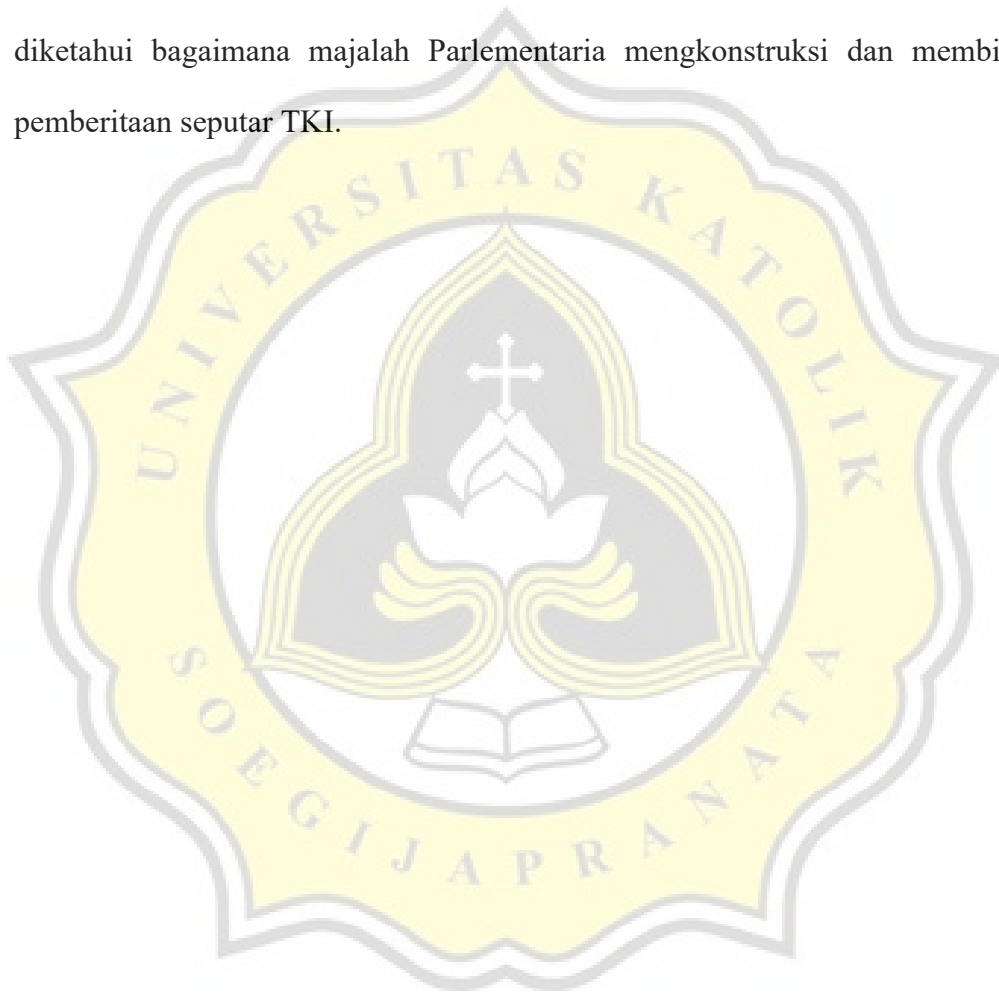 diketahui bagaimana majalah Parlementaria mengkonstruksi dan membi
pemberitaan seputar TKI.
UNIVERSITAS KATOLIK
SOEGIJAPRANATA